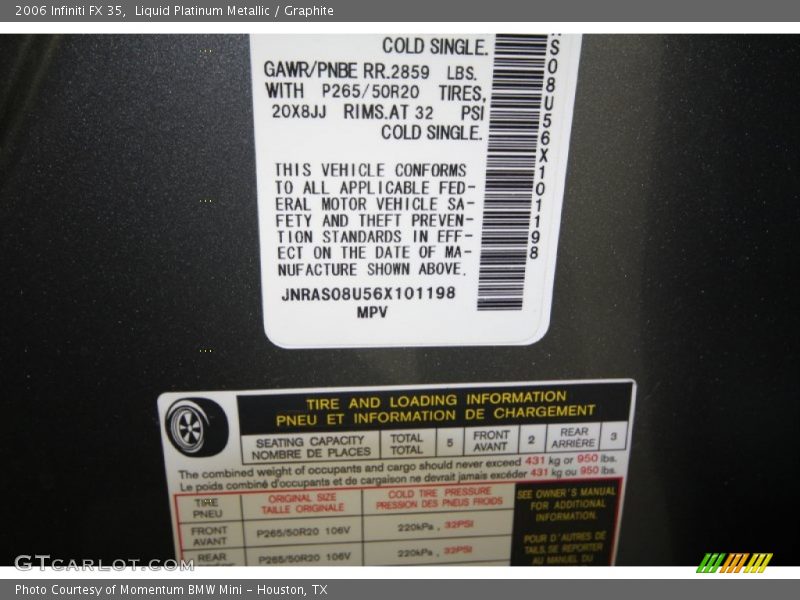 2006 Infiniti FX 35,  Liquid Platinum Metallic / Graphite
COLD SINGLE.
GAWR/PNBE RR.2859 LBS.
WITH P265/50R20 TIRES,
20X8JJ RIMS.AT 32 PSI
COLD SINGLE.
THIS VEHICLE CONFORMS
TO ALL APPLICABLE FED-
ERAL MOTOR VEHICLE SA-
FETY AND THEFT PREVEN-
TION STANDARDS IN EFF-
ECT ON THE DATE OF MA-
NUFACTURE SHOWN ABOVE.
JNRAS08U56X101198
MPV
S08U56X101198
TIRE AND LOADING INFORMATION
PNEU ET INFORMATION DE CHARGEMENT
SEATING CAPACITY
NOMBRE DE PLACES
TOTAL
TOTAL
5
FRONT
AVANT
2
REAR
ARRIÈRE
3
The combined weight of occupants and cargo should never exceed 431 kg or 950 lbs.
Le poids combiné d'occupants et de cargaison ne devrait jamais excéder 431 kg ou 950 lbs.
TIRE
PNEU
ORIGINAL SIZE
TAILLE ORIGINALE
COLD TIRE PRESSURE
PRESSION DES PNEUS FROIDS
SEE OWNER'S MANUAL
FOR ADDITIONAL
INFORMATION.
FRONT
AVANT
P265/50R20 106V
220kPa , 32PSI
POUR D'AUTRES DE
TAILS, SE REPORTER
AU MANUEL DU
REAR
P265/50R20 106V
220kPa , 32PSI
GTcarlot.com
Photo Courtesy of Momentum BMW Mini - Houston, TX